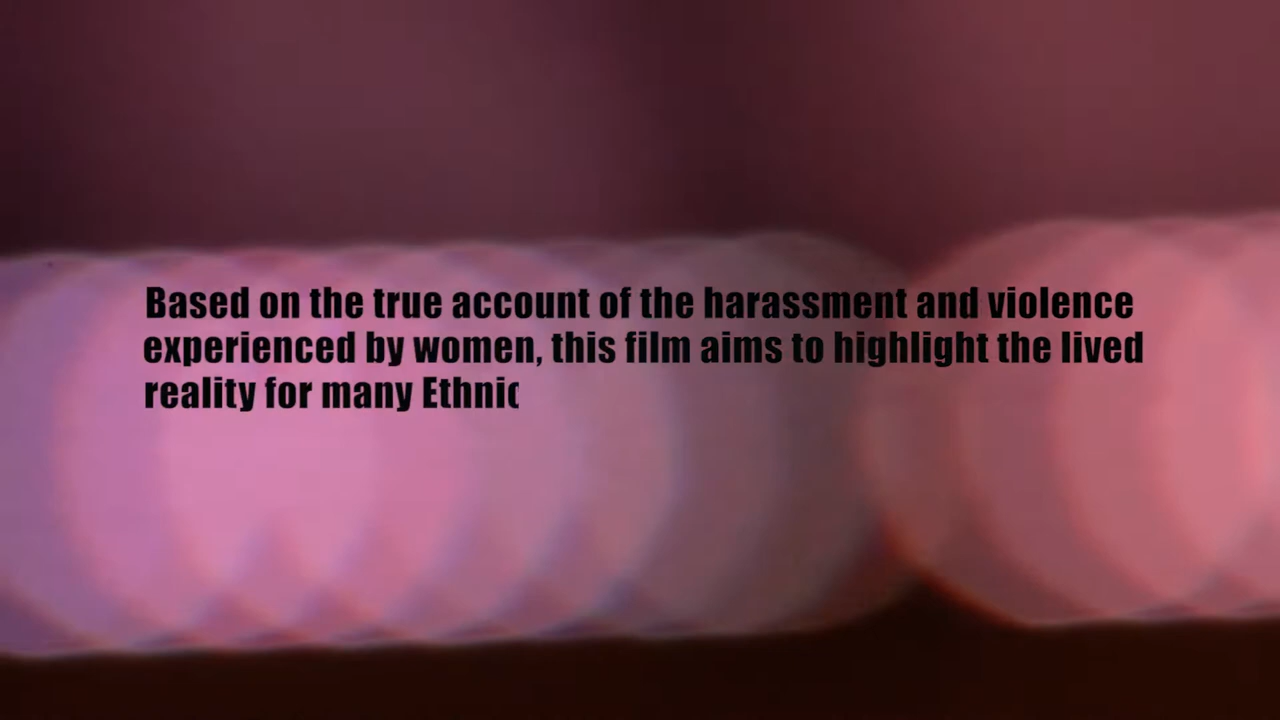 Based on the true account of the harassment and violence
experienced by women, this film aims to highlight the lived
reality for many Ethnic